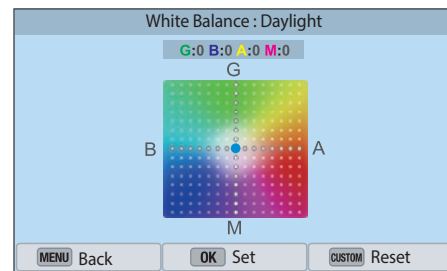 White Balance : Daylight
G:0 B:0 A:0 M:0
G
B A
M
MENU Back OK Set CUSTOM Reset